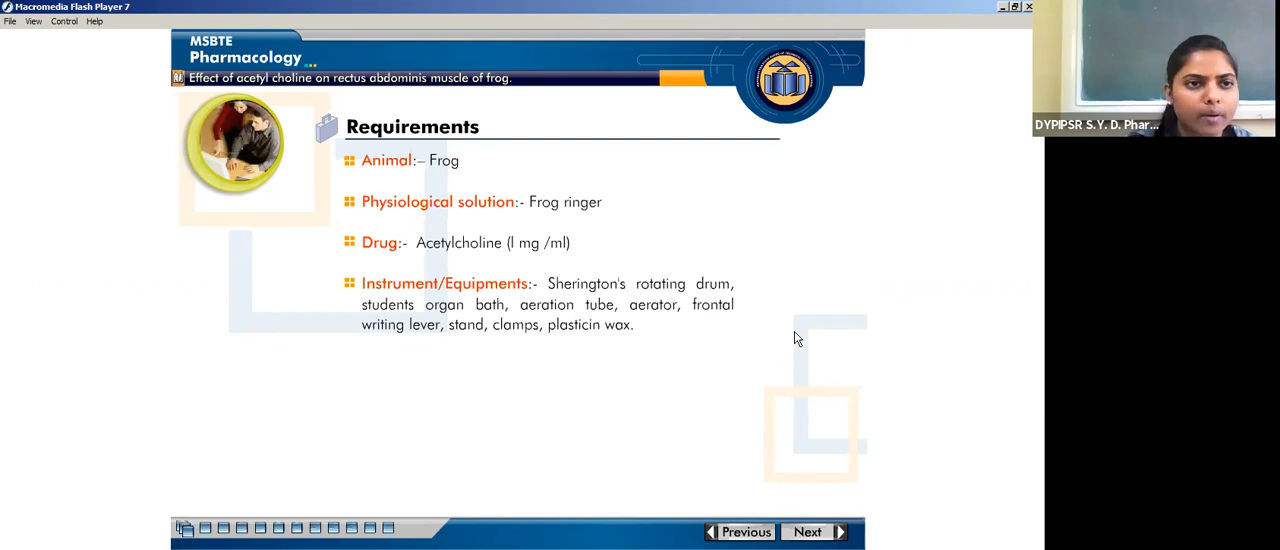 Macromedia Flash Player 7
File View Control Help
MSBTE
Pharmacology
Effect of acetyl choline on rectus abdominis muscle of frog.
DYPIPSR S.Y. D. Phar...
Requirements
Animal:– Frog
Physiological solution:- Frog ringer
Drug:- Acetylcholine (l mg /ml)
Instrument/Equipments:- Sherington's rotating drum,
students organ bath, aeration tube, aerator, frontal
writing lever, stand, clamps, plasticin wax.
Previous Next